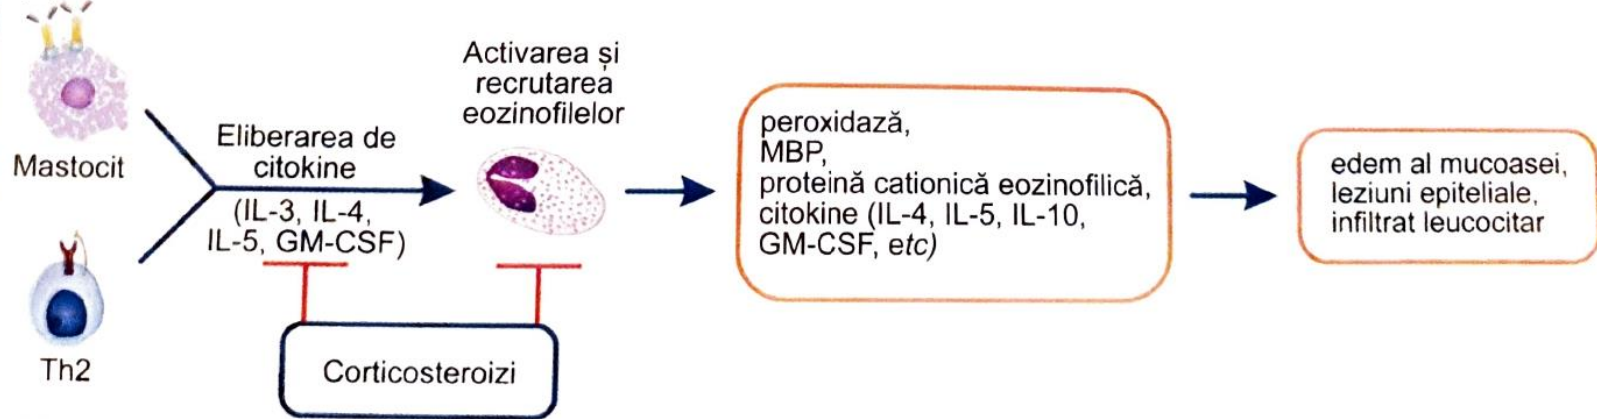 Mastocit
Th2
Eliberarea de
citokine
(IL-3, IL-4,
IL-5, GM-CSF)
Activarea și
recrutarea
eozinofilelor
Corticosteroizi
peroxidază,
MBP,
proteină cationică eozinofilică,
citokine (IL-4, IL-5, IL-10,
GM-CSF, etc)
edem al mucoasei,
leziuni epiteliale,
infiltrat leucocitar